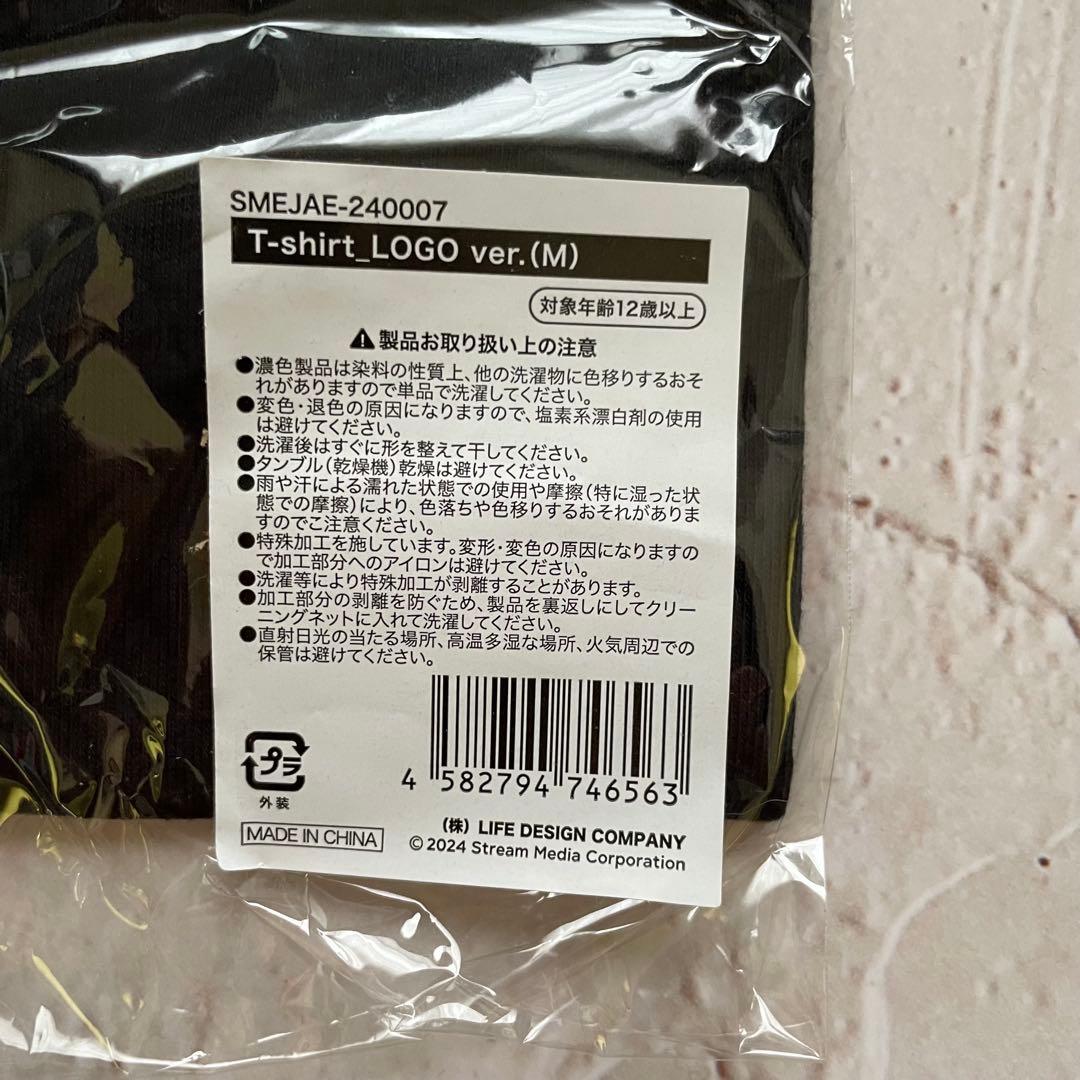 SMEJAE-240007
T-shirt_LOGO ver.(M)
対象年齢12歳以上
⚠製品お取り扱い上の注意
●濃色製品は染料の性質上、他の洗濯物に色移りするおそ
れがありますので単品で洗濯してください。
●変色・退色の原因になりますので、塩素系漂白剤の使用
は避けてください。
●洗濯後はすぐに形を整えて干してください。
●タンブル(乾燥機)乾燥は避けてください。
●雨や汗による濡れた状態での使用や摩擦(特に湿った状
態での摩擦)により、色落ちや色移りするおそれがありま
すのでご注意ください。
●特殊加工を施しています。変形・変色の原因になりますの
で加工部分へのアイロンは避けてください。
●洗濯等により特殊加工が剥離することがあります。
●加工部分の剥離を防ぐため、製品を裏返しにしてクリー
ニングネットに入れて洗濯してください。
●直射日光の当たる場所、高温多湿な場所、火気周辺での
保管は避けてください。
プラ
外装
4 582794 746563
MADE IN CHINA
(株) LIFE DESIGN COMPANY
© 2024 Stream Media Corporation